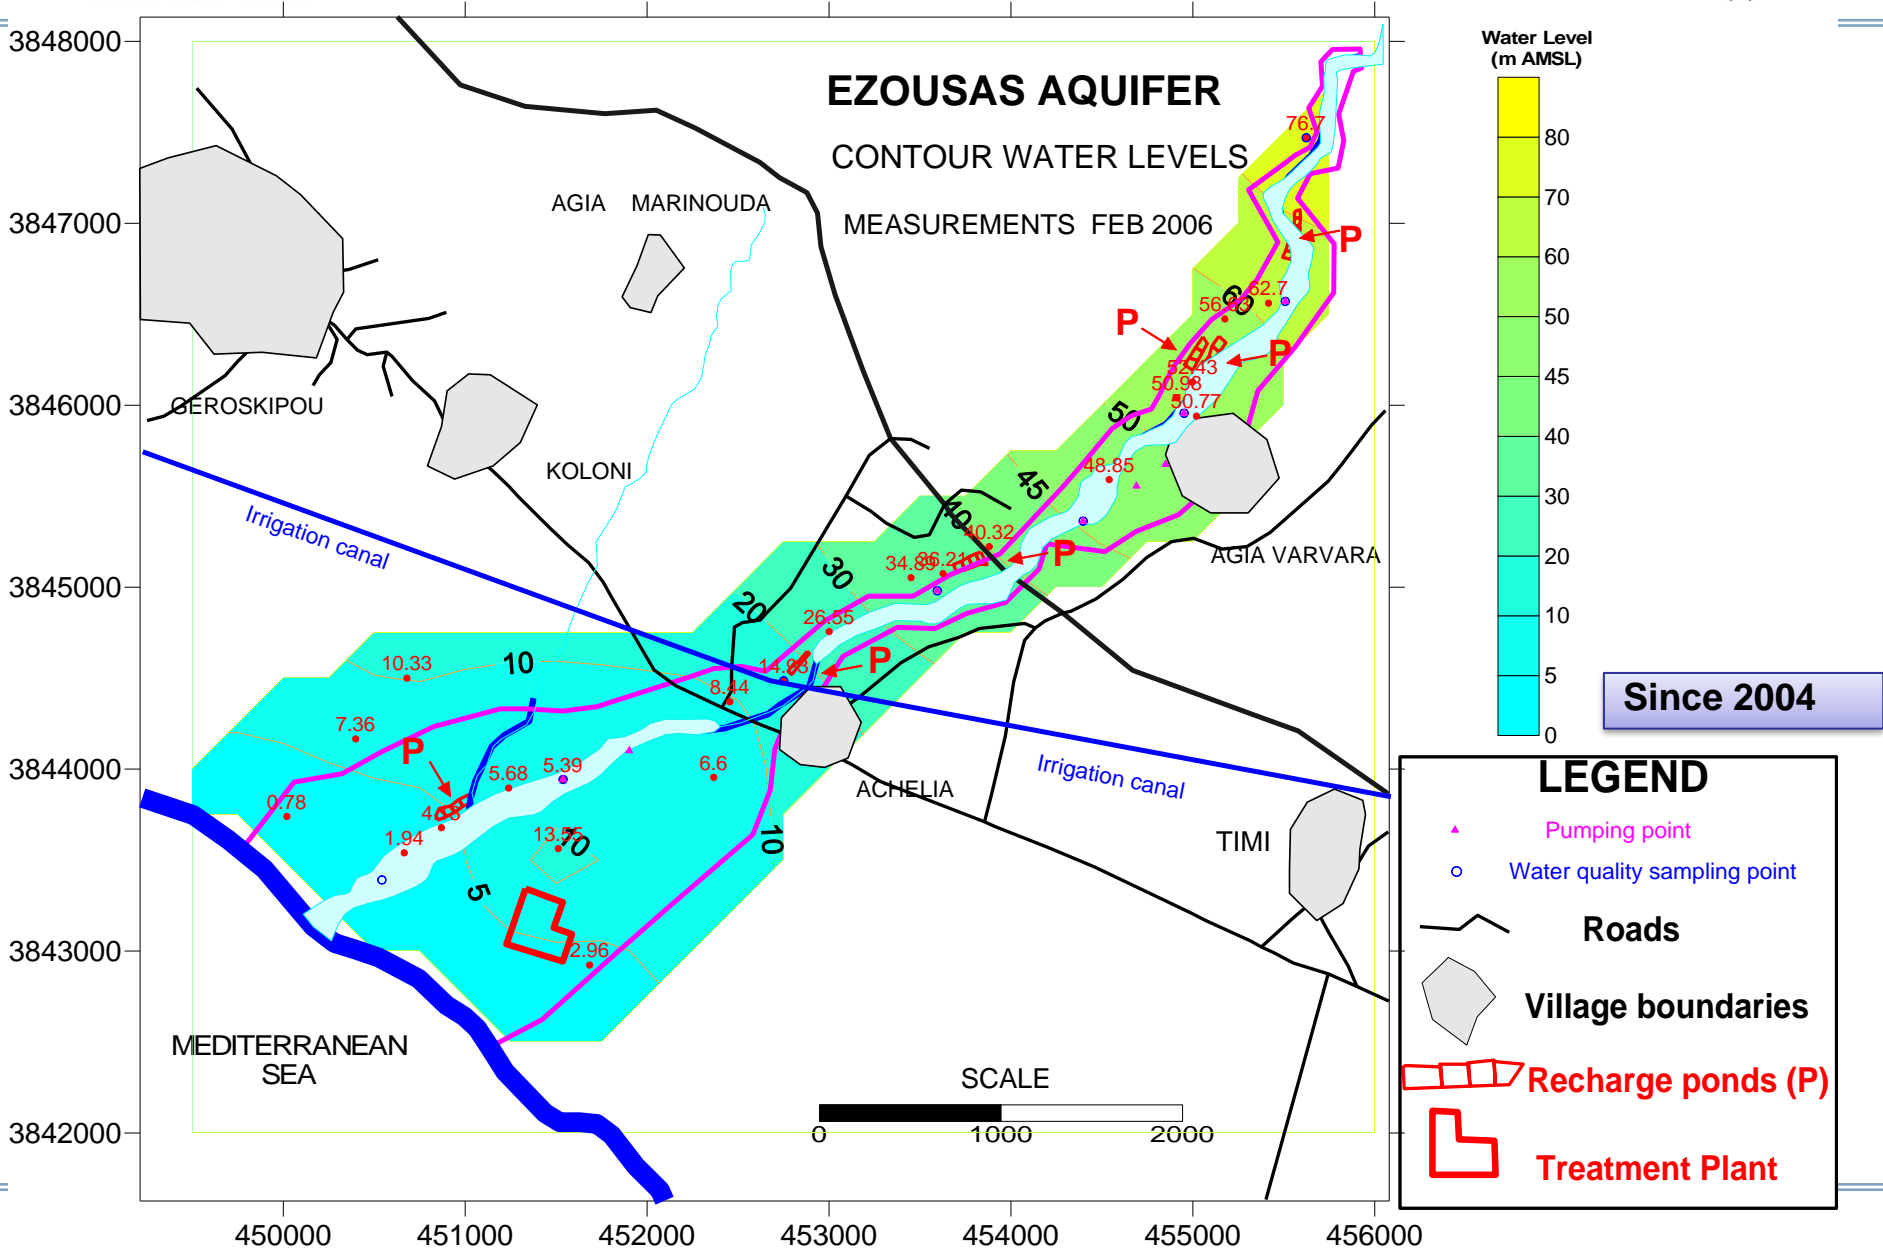 EZOUSAS AQUIFER
CONTOUR WATER LEVELS
MEASUREMENTS FEB 2006
Water Level
(m AMSL)
80
70
60
50
45
40
30
20
10
5
0
Since 2004
LEGEND
Pumping point
Water quality sampling point
Roads
Village boundaries
Recharge ponds (P)
Treatment Plant
3848000
3847000
3846000
3845000
3844000
3843000
3842000
450000
451000
452000
453000
454000
455000
456000
AGIA MARINOUDA
GEROSKIPOU
KOLONI
AGIA VARVARA
ACHELIA
TIMI
MEDITERRANEAN
SEA
Irrigation canal
Irrigation canal
SCALE
0
1000
2000
76.7
P
62.7
60
P
P
52.43
50.93
50.77
50
48.85
45
40
40.32
34.89
P
30
26.55
20
14.93
P
8.44
10.33
10
7.36
P
5.68
5.39
6.6
0.78
1.94
10
10
5
2.96